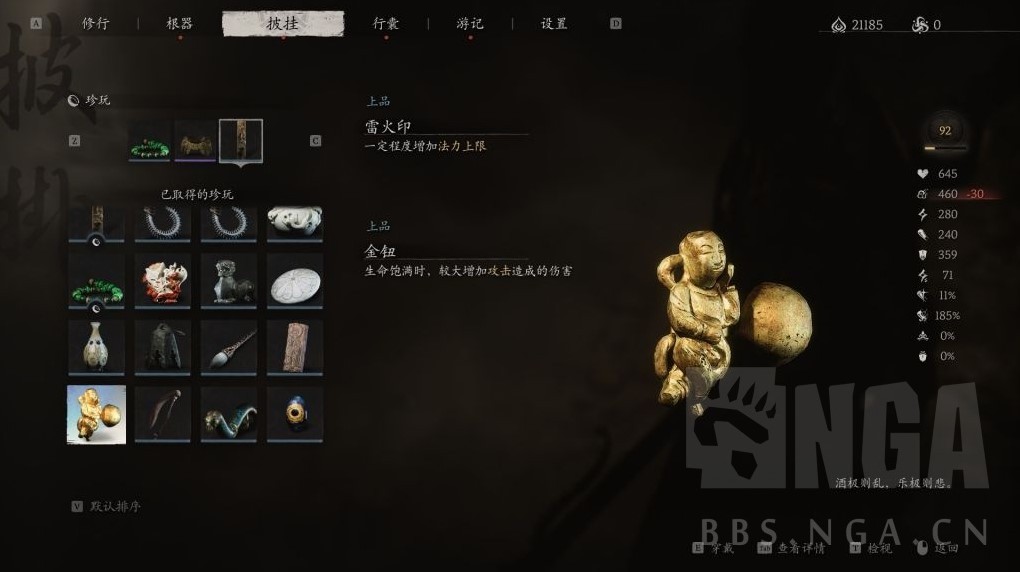 A 修行 根器 披挂 行囊 游记 设置 D
21185 0
披挂
珍玩
Z C
已取得的珍玩
上品
雷火印
一定程度增加法力上限
上品
金钮
生命饱满时，较大增加攻击造成的伤害
92
645
460 -30
280
240
359
71
11%
185%
0%
0%
V 默认排序
酒极则乱，乐极则悲。
NGA
BBS.NGA.CN
E 穿戴 Tab 查看详情 T 检视 返回